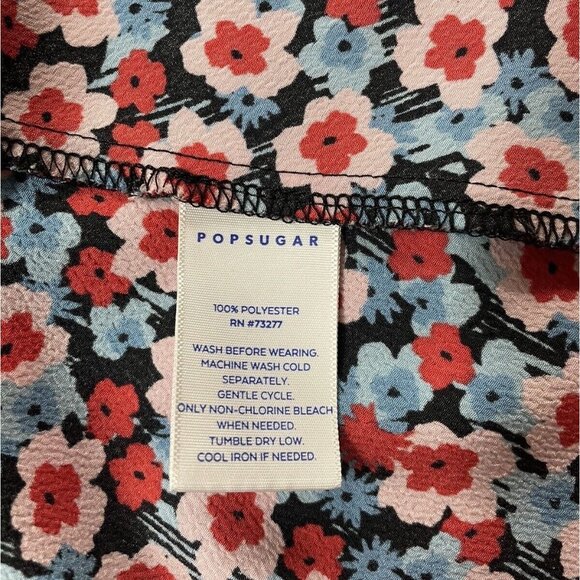 POPSUGAR
100% POLYESTER
RN #73277
WASH BEFORE WEARING.
MACHINE WASH COLD
SEPARATELY.
GENTLE CYCLE.
ONLY NON-CHLORINE BLEACH
WHEN NEEDED.
TUMBLE DRY LOW.
COOL IRON IF NEEDED.